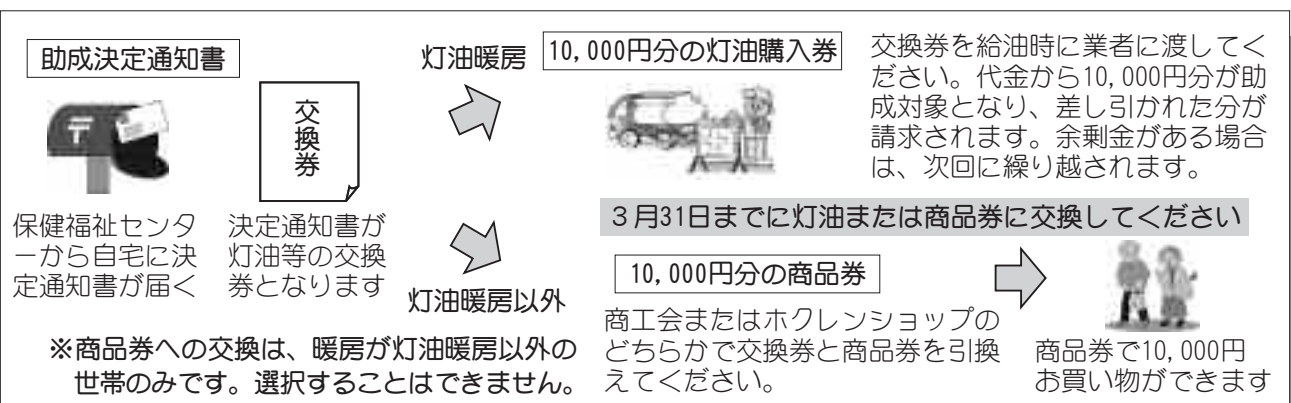 助成決定通知書
〒
保健福祉センタ
ーから自宅に決
定通知書が届く
交換券
決定通知書が
灯油等の交換
券となります
灯油暖房
10,000円分の灯油購入券
交換券を給油時に業者に渡してく
ださい。代金から10,000円分が助
成対象となり、差し引かれた分が
請求されます。余剰金がある場合
は、次回に繰り越されます。
3月31日までに灯油または商品券に交換してください
灯油暖房以外
10,000円分の商品券
商工会またはホクレンショップの
どちらかで交換券と商品券を引換
えてください。
商品券で10,000円
お買い物ができます
※商品券への交換は、暖房が灯油暖房以外の
世帯のみです。選択することはできません。